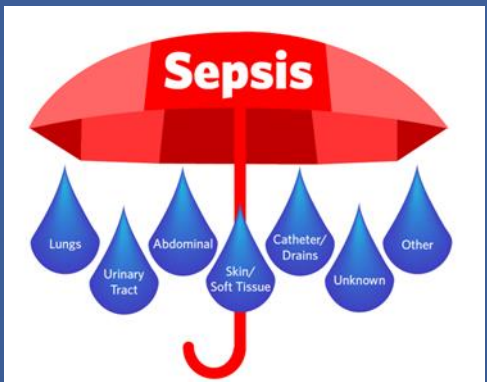 Sepsis
Lungs
Urinary
Tract
Abdominal
Skin/
Soft Tissue
Catheter/
Drains
Unknown
Other